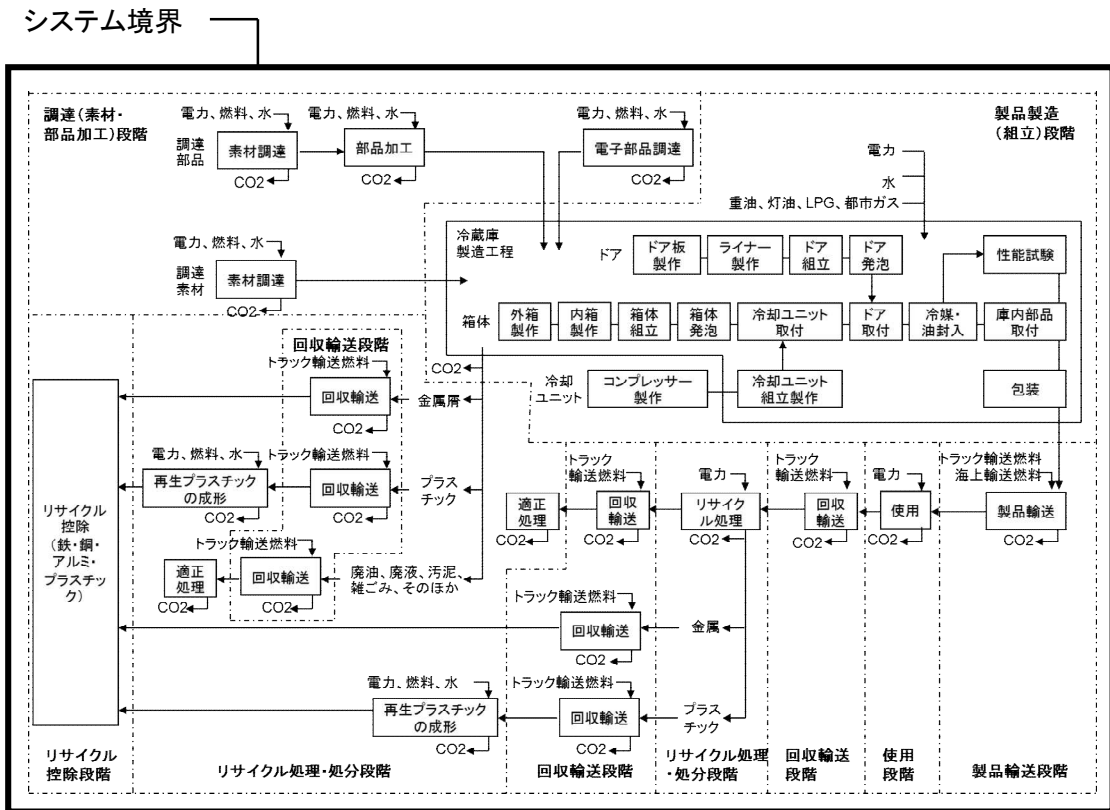 システム境界
調達(素材・
部品加工)段階
電力、燃料、水
電力、燃料、水
電力、燃料、水
製品製造
(組立)段階
調達
部品
素材調達
部品加工
電子部品調達
CO2
CO2
CO2
電力
水
重油、灯油、LPG、都市ガス
電力、燃料、水
調達
素材
素材調達
CO2
冷蔵庫
製造工程
ドア
ドア板
製作
ライナー
製作
ドア
組立
ドア
発泡
性能試験
箱体
外箱
製作
内箱
製作
箱体
組立
箱体
発泡
冷却ユニット
取付
ドア
取付
冷媒・
油封入
庫内部品
取付
冷却
ユニット
コンプレッサー
製作
冷却ユニット
組立製作
包装
CO2
回収輸送段階
トラック輸送燃料
回収輸送
金属屑
CO2
電力、燃料、水
トラック輸送燃料
再生プラスチック
の成形
回収輸送
プラス
チック
CO2
CO2
トラック輸送燃料
適正
処理
回収輸送
廃油、廃液、汚泥、
雑ごみ、そのほか
CO2
CO2
リサイクル
控除
(鉄・銅・
アルミ・
プラスチッ
ク)
トラック
輸送燃料
電力
トラック
輸送燃料
電力
トラック輸送燃料
海上輸送燃料
適正
処理
回収
輸送
リサイク
ル処理
回収
輸送
使用
製品輸送
CO2
CO2
CO2
CO2
CO2
CO2
トラック輸送燃料
回収輸送
金属
CO2
電力、燃料、水
トラック輸送燃料
再生プラスチック
の成形
回収輸送
プラス
チック
CO2
CO2
リサイクル
控除段階
リサイクル処理・処分段階
回収輸送段階
リサイクル処理
・処分段階
回収輸送
段階
使用
段階
製品輸送段階